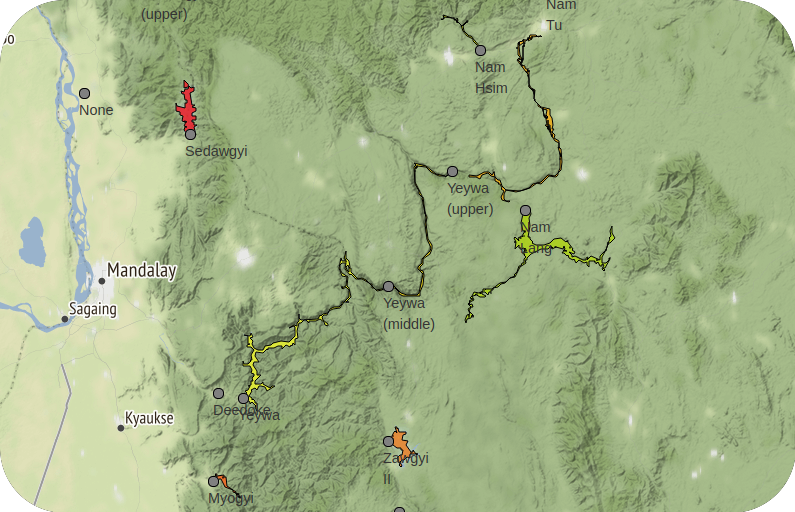 (upper)
Nam
Tu
None
Nam
Hsim
Sedawgyi
Yeywa
(upper)
Nam
Lang
Mandalay
Sagaing
Yeywa
(middle)
Deedoke
Yeywa
Kyaukse
Zawgyi
II
Myogyi